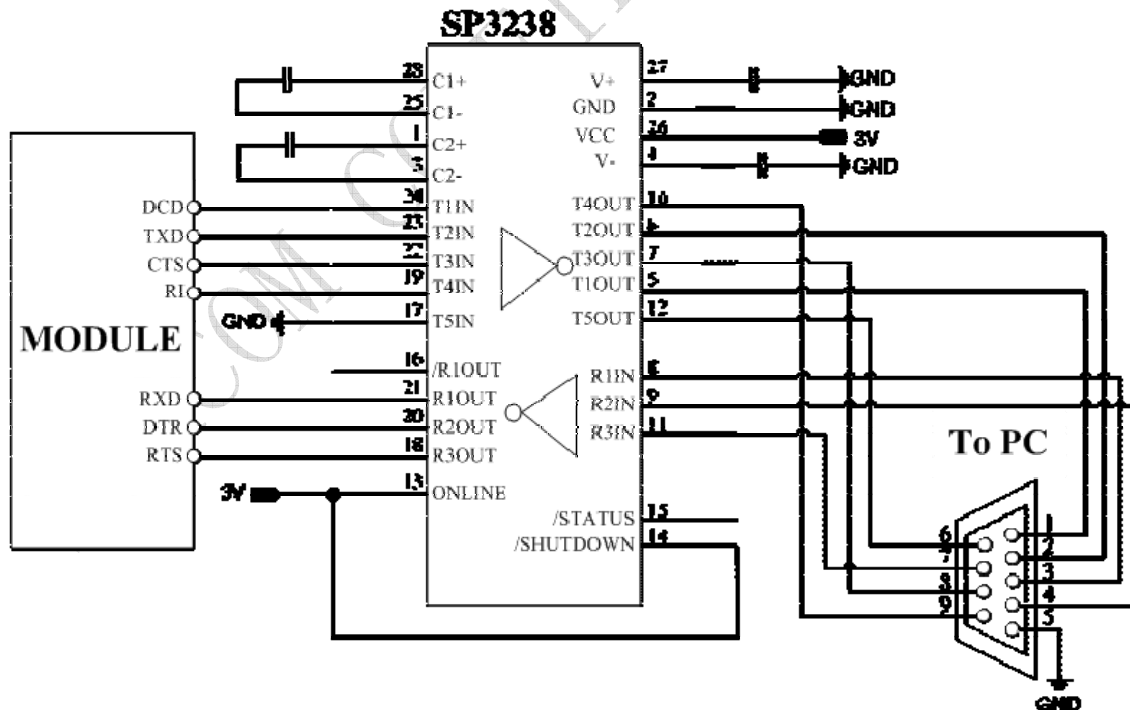 SP3238
28
C1+
25
C1-
1
C2+
C2-
24
T1IN
23
T2IN
22
T3IN
19
T4IN
17
T5IN
GND
16
/R1OUT
21
R1OUT
20
R2OUT
18
R3OUT
13
ONLINE
3V
MODULE
DCD
TXD
CTS
RI
RXD
DTR
RTS
27
V+
GND
2
GND
GND
26
VCC
3V
4
V-
GND
10
T4OUT
6
T2OUT
7
T3OUT
5
T1OUT
12
T5OUT
8
R1IN
9
R2IN
11
R3IN
/STATUS
15
/SHUTDOWN
14
To PC
6
9
1
2
3
4
5
GND
COM